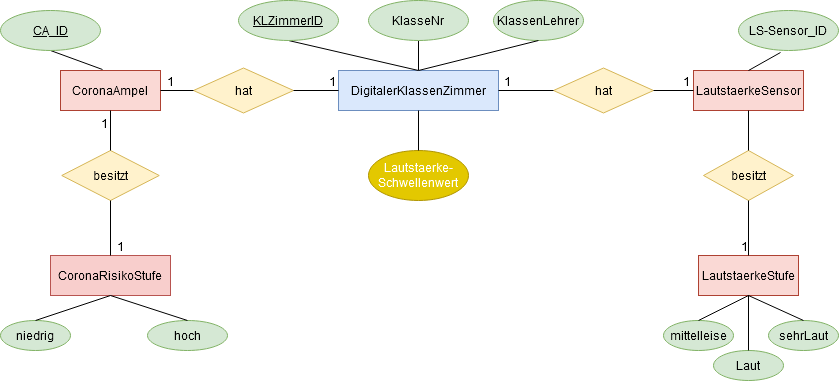 CA_ID
KLZimmerID
KlasseNr
KlassenLehrer
LS-Sensor_ID
CoronaAmpel
1
hat
1
DigitalerKlassenZimmer
1
hat
1
LautstaerkeSensor
1
besitzt
Lautstaerke-
Schwellenwert
besitzt
1
1
CoronaRisikoStufe
LautstaerkeStufe
niedrig
hoch
mittelleise
sehrLaut
Laut